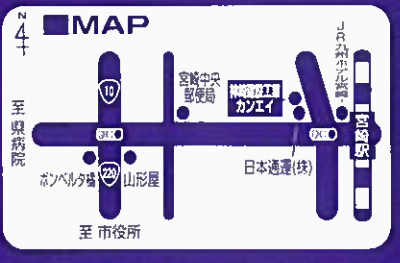 N
MAP
JR九州ホテル宮崎
10
宮崎中央
郵便局
カンエイ
至 県病院
宮崎駅
ボンベルタ橘
220
山形屋
日本通運(株)
至 市役所